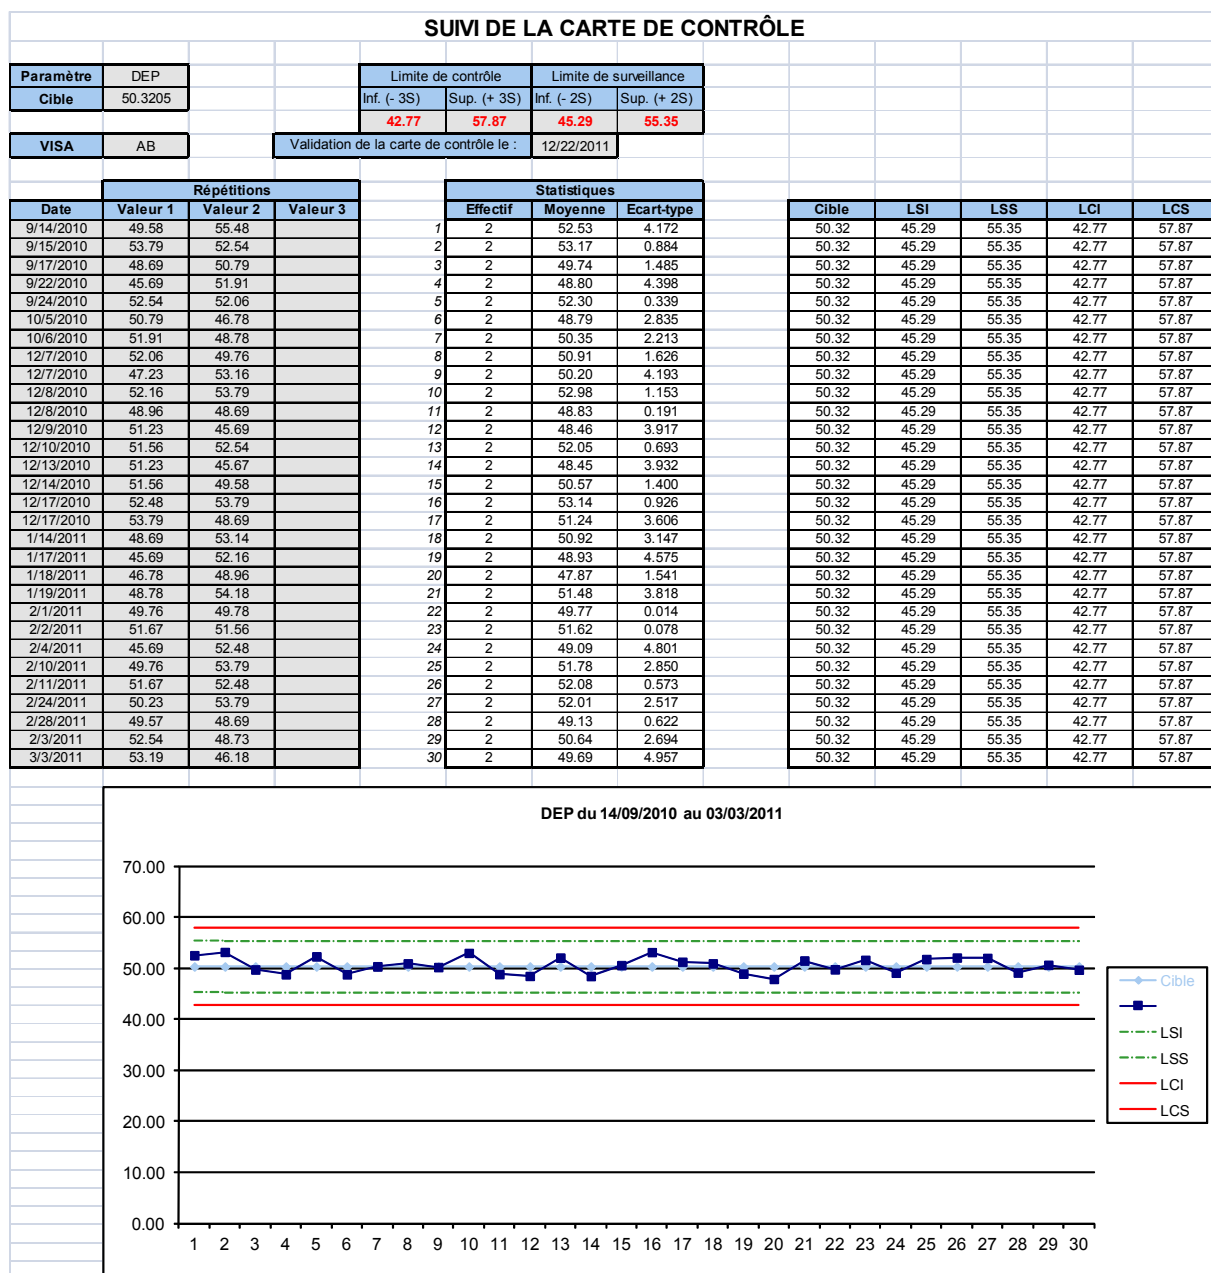 SUIVI DE LA CARTE DE CONTRÔLE
Paramètre DEP Limite de contrôle Limite de surveillance
Cible 50.3205 Inf. (- 3S) Sup. (+ 3S) Inf. (- 2S) Sup. (+ 2S)
42.77 57.87 45.29 55.35
VISA AB Validation de la carte de contrôle le : 12/22/2011
Répétitions Statistiques
Date Valeur 1 Valeur 2 Valeur 3 Effectif Moyenne Ecart-type Cible LSI LSS LCI LCS
9/14/2010 49.58 55.48 1 2 52.53 4.172 50.32 45.29 55.35 42.77 57.87
9/15/2010 53.79 52.54 2 2 53.17 0.884 50.32 45.29 55.35 42.77 57.87
9/17/2010 48.69 50.79 3 2 49.74 1.485 50.32 45.29 55.35 42.77 57.87
9/22/2010 45.69 51.91 4 2 48.80 4.398 50.32 45.29 55.35 42.77 57.87
9/24/2010 52.54 52.06 5 2 52.30 0.339 50.32 45.29 55.35 42.77 57.87
10/5/2010 50.79 46.78 6 2 48.79 2.835 50.32 45.29 55.35 42.77 57.87
10/6/2010 51.91 48.78 7 2 50.35 2.213 50.32 45.29 55.35 42.77 57.87
12/7/2010 52.06 49.76 8 2 50.91 1.626 50.32 45.29 55.35 42.77 57.87
12/7/2010 47.23 53.16 9 2 50.20 4.193 50.32 45.29 55.35 42.77 57.87
12/8/2010 52.16 53.79 10 2 52.98 1.153 50.32 45.29 55.35 42.77 57.87
12/8/2010 48.96 48.69 11 2 48.83 0.191 50.32 45.29 55.35 42.77 57.87
12/9/2010 51.23 45.69 12 2 48.46 3.917 50.32 45.29 55.35 42.77 57.87
12/10/2010 51.56 52.54 13 2 52.05 0.693 50.32 45.29 55.35 42.77 57.87
12/13/2010 51.23 45.67 14 2 48.45 3.932 50.32 45.29 55.35 42.77 57.87
12/14/2010 51.56 49.58 15 2 50.57 1.400 50.32 45.29 55.35 42.77 57.87
12/17/2010 52.48 53.79 16 2 53.14 0.926 50.32 45.29 55.35 42.77 57.87
12/17/2010 53.79 48.69 17 2 51.24 3.606 50.32 45.29 55.35 42.77 57.87
1/14/2011 48.69 53.14 18 2 50.92 3.147 50.32 45.29 55.35 42.77 57.87
1/17/2011 45.69 52.16 19 2 48.93 4.575 50.32 45.29 55.35 42.77 57.87
1/18/2011 46.78 48.96 20 2 47.87 1.541 50.32 45.29 55.35 42.77 57.87
1/19/2011 48.78 54.18 21 2 51.48 3.818 50.32 45.29 55.35 42.77 57.87
2/1/2011 49.76 49.78 22 2 49.77 0.014 50.32 45.29 55.35 42.77 57.87
2/2/2011 51.67 51.56 23 2 51.62 0.078 50.32 45.29 55.35 42.77 57.87
2/4/2011 45.69 52.48 24 2 49.09 4.801 50.32 45.29 55.35 42.77 57.87
2/10/2011 49.76 53.79 25 2 51.78 2.850 50.32 45.29 55.35 42.77 57.87
2/11/2011 51.67 52.48 26 2 52.08 0.573 50.32 45.29 55.35 42.77 57.87
2/24/2011 50.23 53.79 27 2 52.01 2.517 50.32 45.29 55.35 42.77 57.87
2/28/2011 49.57 48.69 28 2 49.13 0.622 50.32 45.29 55.35 42.77 57.87
2/3/2011 52.54 48.73 29 2 50.64 2.694 50.32 45.29 55.35 42.77 57.87
3/3/2011 53.19 46.18 30 2 49.69 4.957 50.32 45.29 55.35 42.77 57.87
DEP du 14/09/2010 au 03/03/2011
70.00
60.00
50.00
40.00
30.00
20.00
10.00
0.00
1 2 3 4 5 6 7 8 9 10 11 12 13 14 15 16 17 18 19 20 21 22 23 24 25 26 27 28 29 30
Cible
LSI
LSS
LCI
LCS